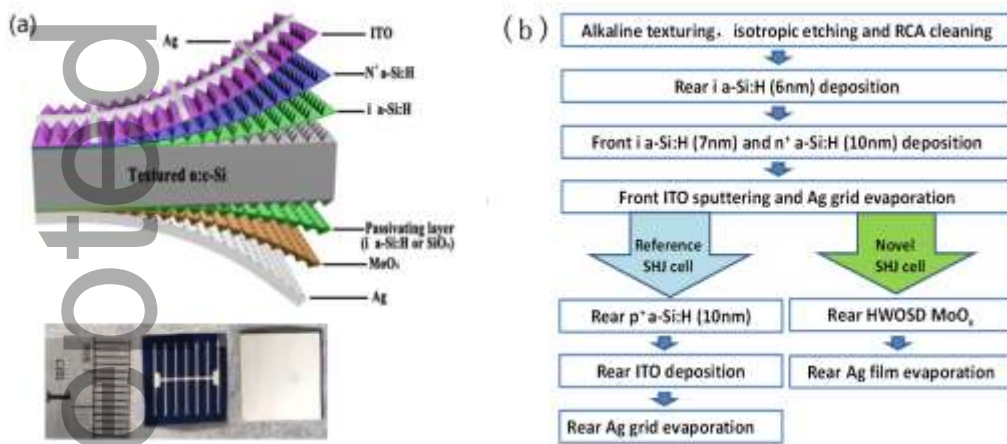 (a)
Ag
ITO
N⁺ a-Si:H
i a-Si:H
Textured n:c-Si
Passivating layer
(i a-Si:H or SiOₓ)
MoOₓ
Ag
(b)
Alkaline texturing, isotropic etching and RCA cleaning
Rear i a-Si:H (6nm) deposition
Front i a-Si:H (7nm) and n⁺ a-Si:H (10nm) deposition
Front ITO sputtering and Ag grid evaporation
Reference
SHJ cell
Novel
SHJ cell
Rear p⁺ a-Si:H (10nm)
Rear HWOSD MoOₓ
Rear ITO deposition
Rear Ag film evaporation
Rear Ag grid evaporation
pted